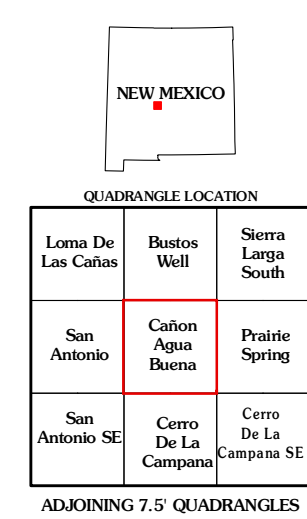 NEW MEXICO
QUADRANGLE LOCATION
Loma De
Las Cañas
Bustos
Well
Sierra
Larga
South
San
Antonio
Cañon
Agua
Buena
Prairie
Spring
San
Antonio SE
Cerro
De La
Campana
Cerro
De La
Campana SE
ADJOINING 7.5' QUADRANGLES